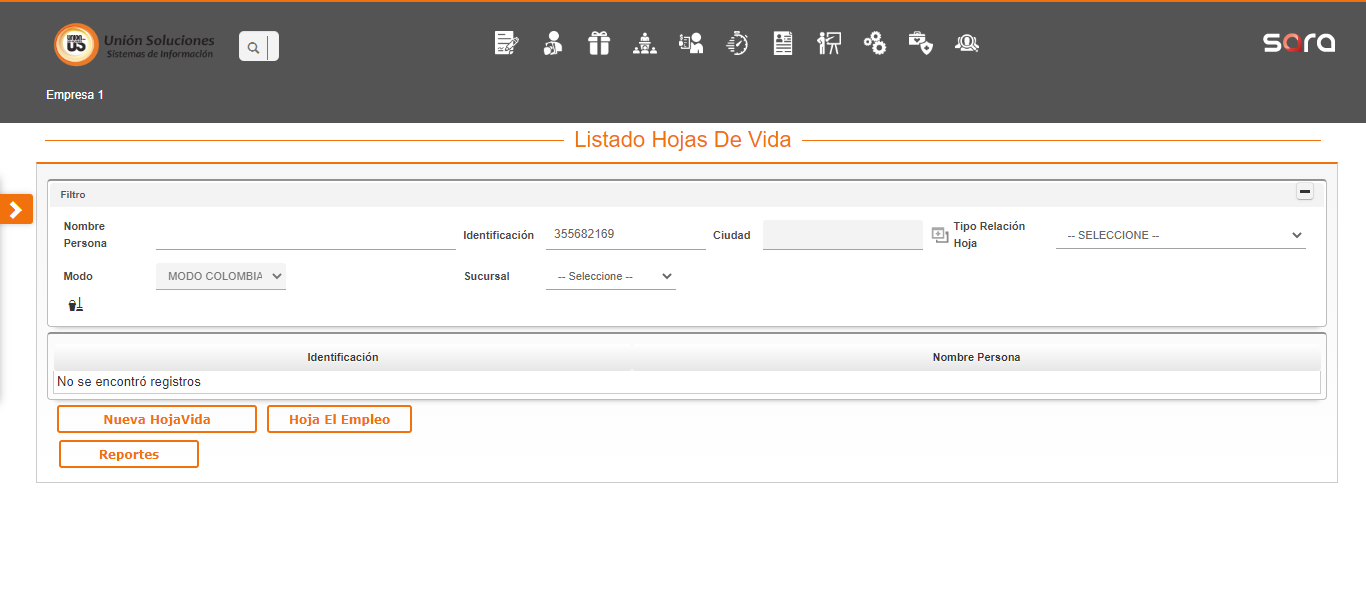 UNION
US
Unión Soluciones
Sistemas de Información
sara
Empresa 1
Listado Hojas De Vida
Filtro
Nombre Persona
Identificación 355682169
Ciudad
Tipo Relación Hoja
-- SELECCIONE --
Modo MODO COLOMBIA
Sucursal -- Seleccione --
Identificación Nombre Persona
No se encontró registros
Nueva HojaVida Hoja El Empleo
Reportes